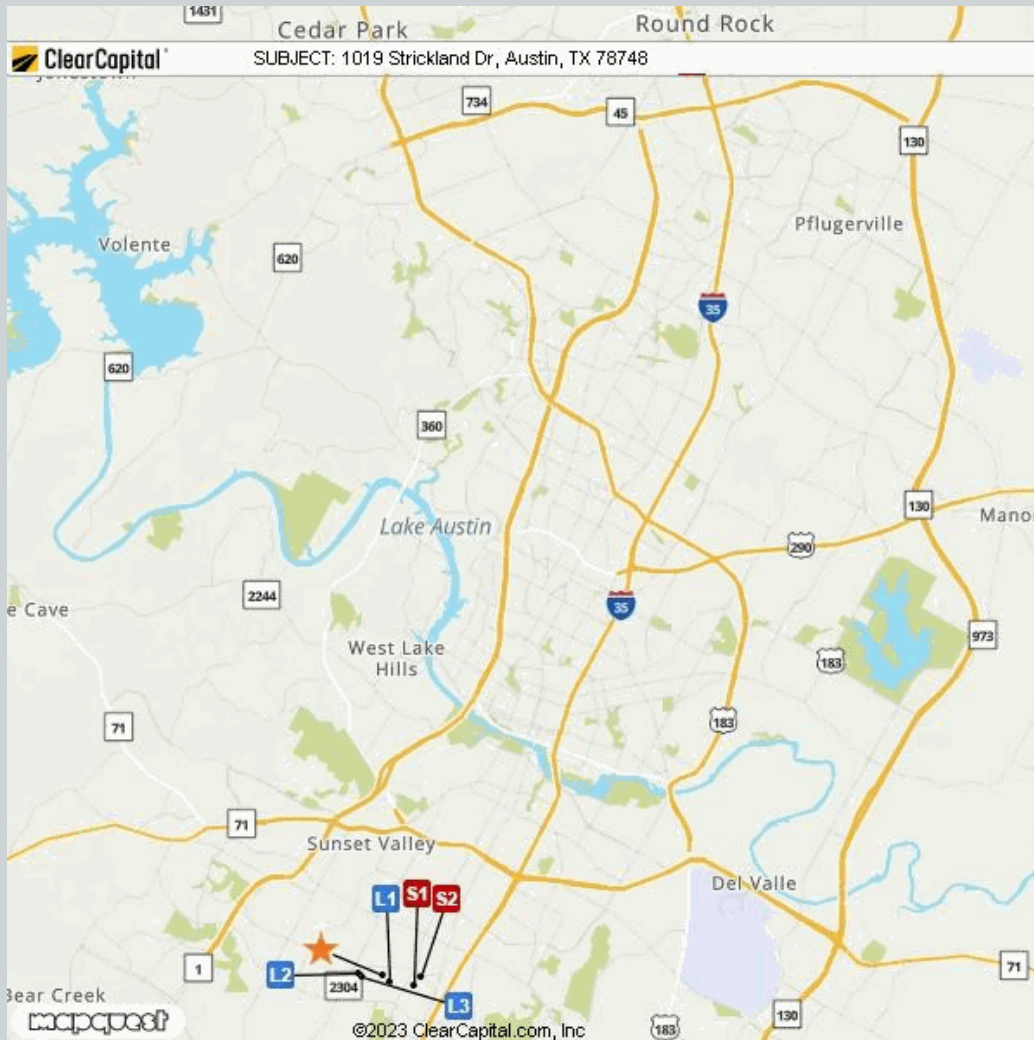 1431
Cedar Park
Round Rock
ClearCapital
SUBJECT: 1019 Strickland Dr, Austin, TX 78748
734
45
130
Volente
620
Pflugerville
35
620
360
Lake Austin
130
Mano
290
2244
35
e Cave
West Lake
Hills
973
183
71
183
71
Sunset Valley
Del Valle
L1
S1
S2
1
L2
2304
L3
71
Bear Creek
mapquest
©2023 ClearCapital.com, Inc
183
130